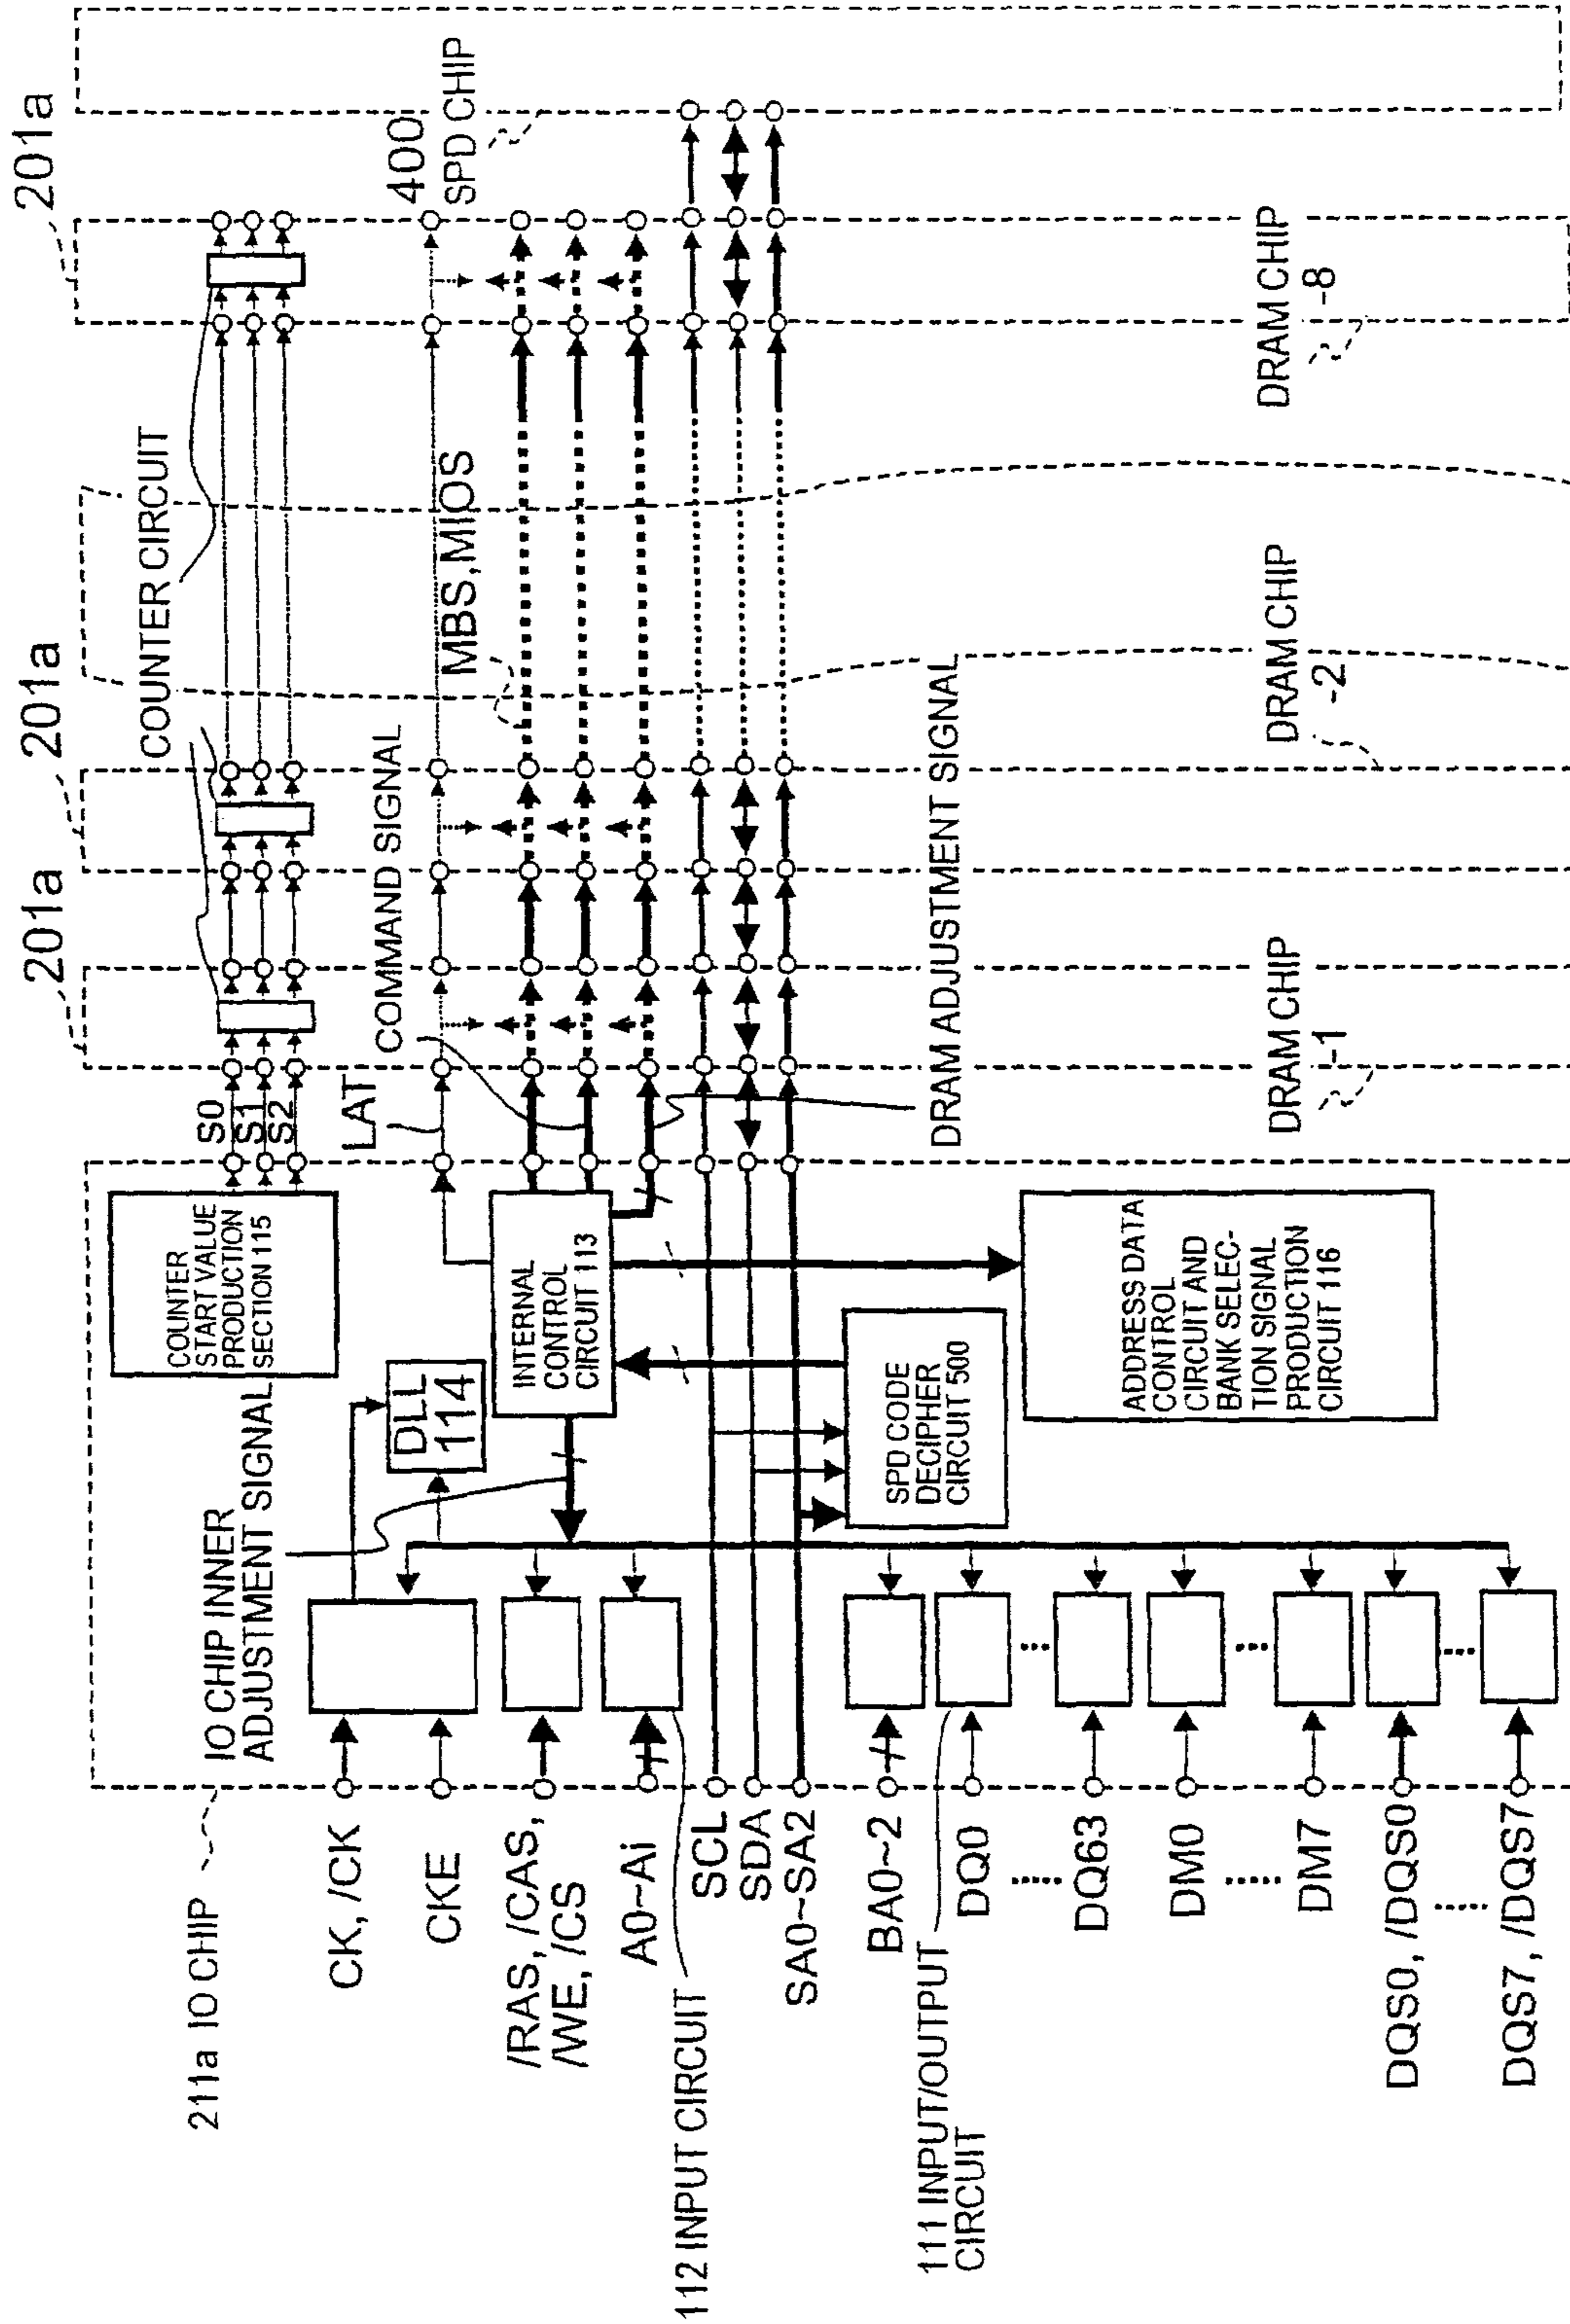 211a IO CHIP
IO CHIP INNER
ADJUSTMENT SIGNAL
COUNTER
START VALUE
PRODUCTION
SECTION 115
S0
S1
S2
201a
201a
COUNTER CIRCUIT
201a
CK, /CK
CKE
DLL
114
LAT
COMMAND SIGNAL
MBS,MIOS
400
SPD CHIP
/RAS, /CAS,
/WE, /CS
INTERNAL
CONTROL
CIRCUIT 113
A0~Ai
112 INPUT CIRCUIT
SCL
SDA
SA0~SA2
SPD CODE
DECIPHER
CIRCUIT 500
DRAM ADJUSTMENT SIGNAL
BA0~2
111 INPUT/OUTPUT
CIRCUIT
DQ0
DQ63
DM0
DM7
DQS0, /DQS0
DQS7, /DQS7
ADDRESS DATA
CONTROL
CIRCUIT AND
BANK SELEC-
TION SIGNAL
PRODUCTION
CIRCUIT 116
DRAM CHIP
-1
DRAM CHIP
-2
DRAM CHIP
-8